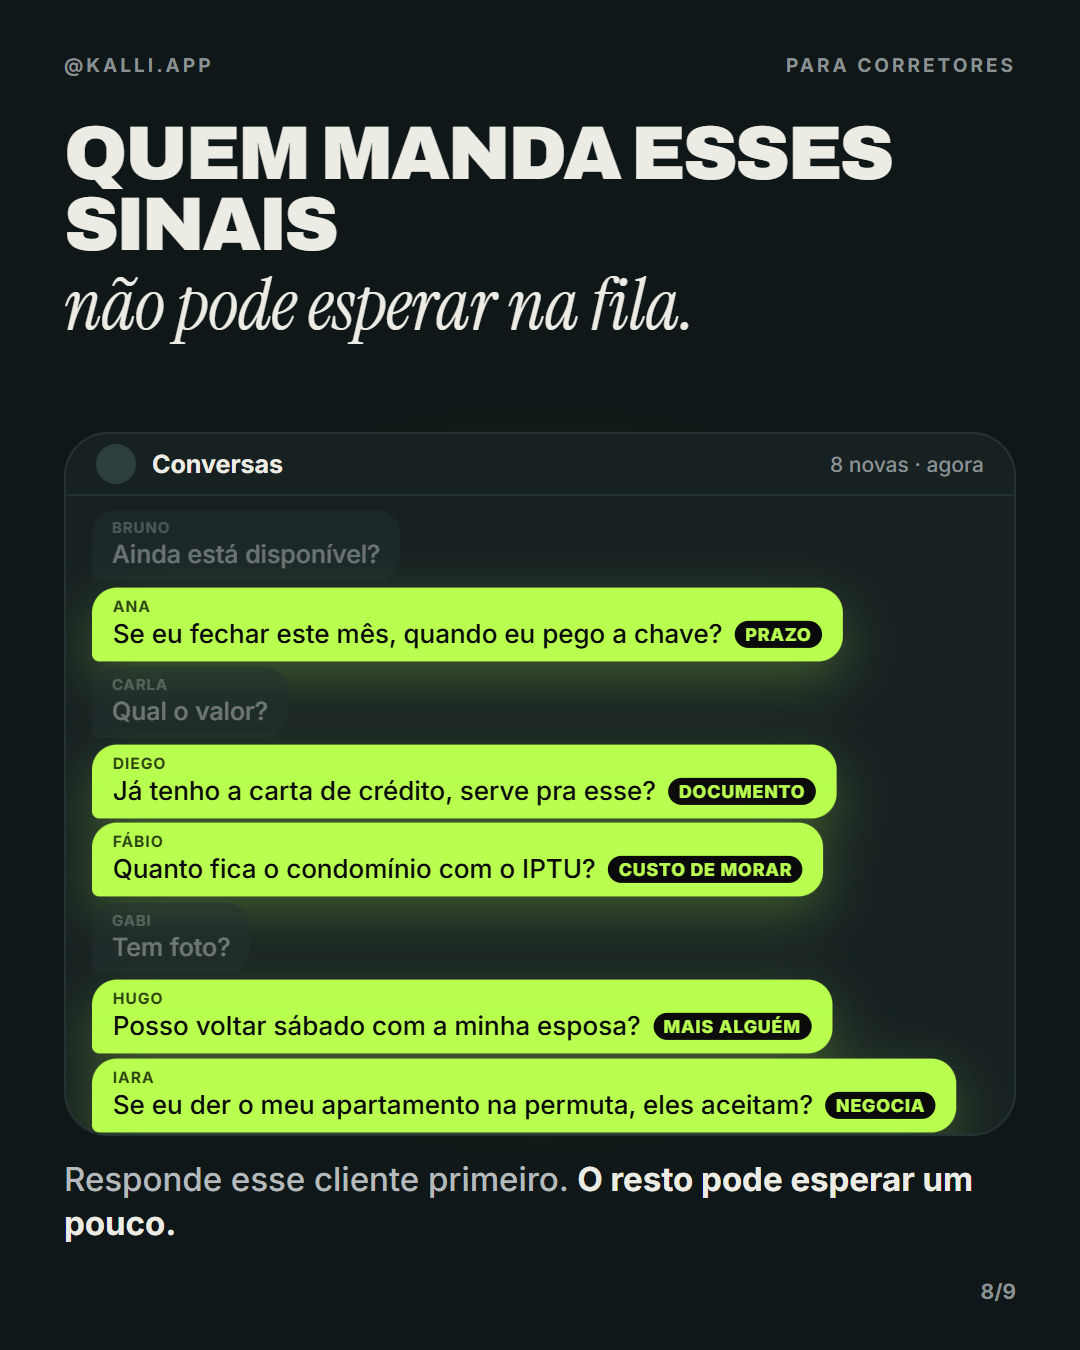 @KALLI.APP
PARA CORRETORES
QUEM MANDA ESSES
SINAIS
não pode esperar na fila.
Conversas
8 novas · agora
BRUNO
Ainda está disponível?
ANA
Se eu fechar este mês, quando eu pego a chave? PRAZO
CARLA
Qual o valor?
DIEGO
Já tenho a carta de crédito, serve pra esse? DOCUMENTO
FÁBIO
Quanto fica o condomínio com o IPTU? CUSTO DE MORAR
GABI
Tem foto?
HUGO
Posso voltar sábado com a minha esposa? MAIS ALGUÉM
IARA
Se eu der o meu apartamento na permuta, eles aceitam? NEGOCIA
Responde esse cliente primeiro. O resto pode esperar um
pouco.
8/9